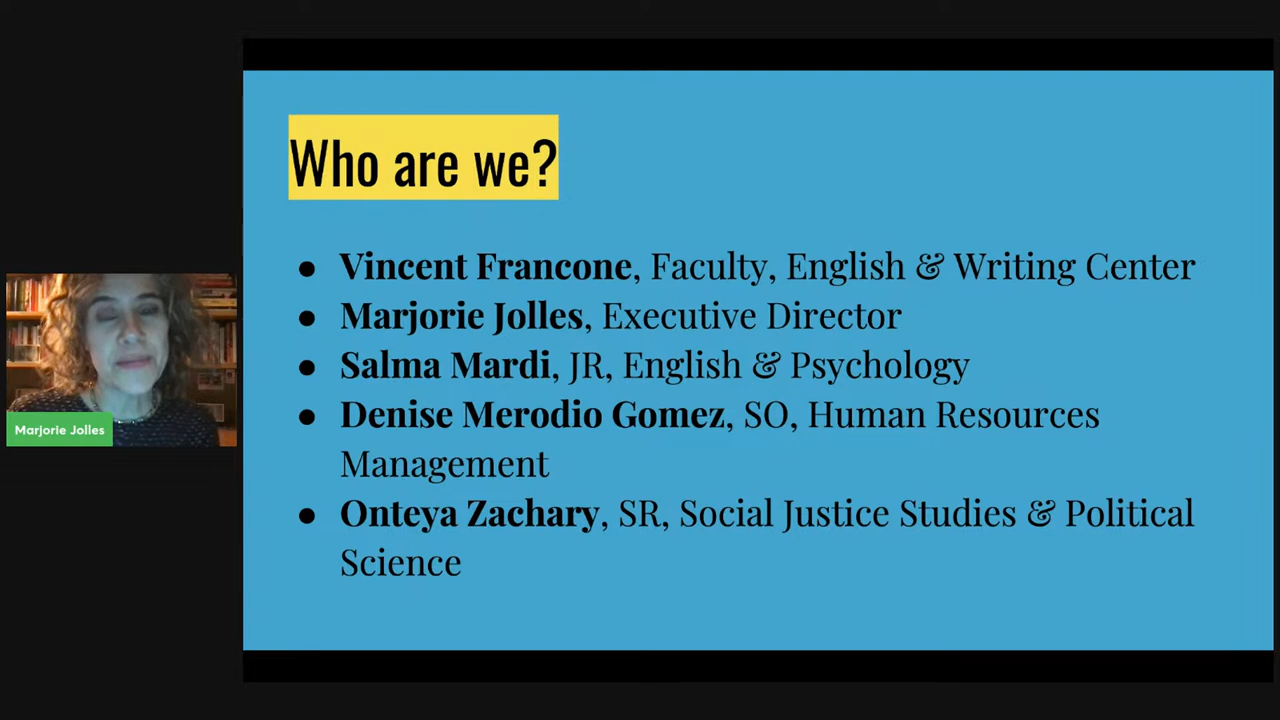 Who are we?
● Vincent Francone, Faculty, English & Writing Center
● Marjorie Jolles, Executive Director
● Salma Mardi, JR, English & Psychology
● Denise Merodio Gomez, SO, Human Resources
Management
● Onteya Zachary, SR, Social Justice Studies & Political
Science
Marjorie Jolles